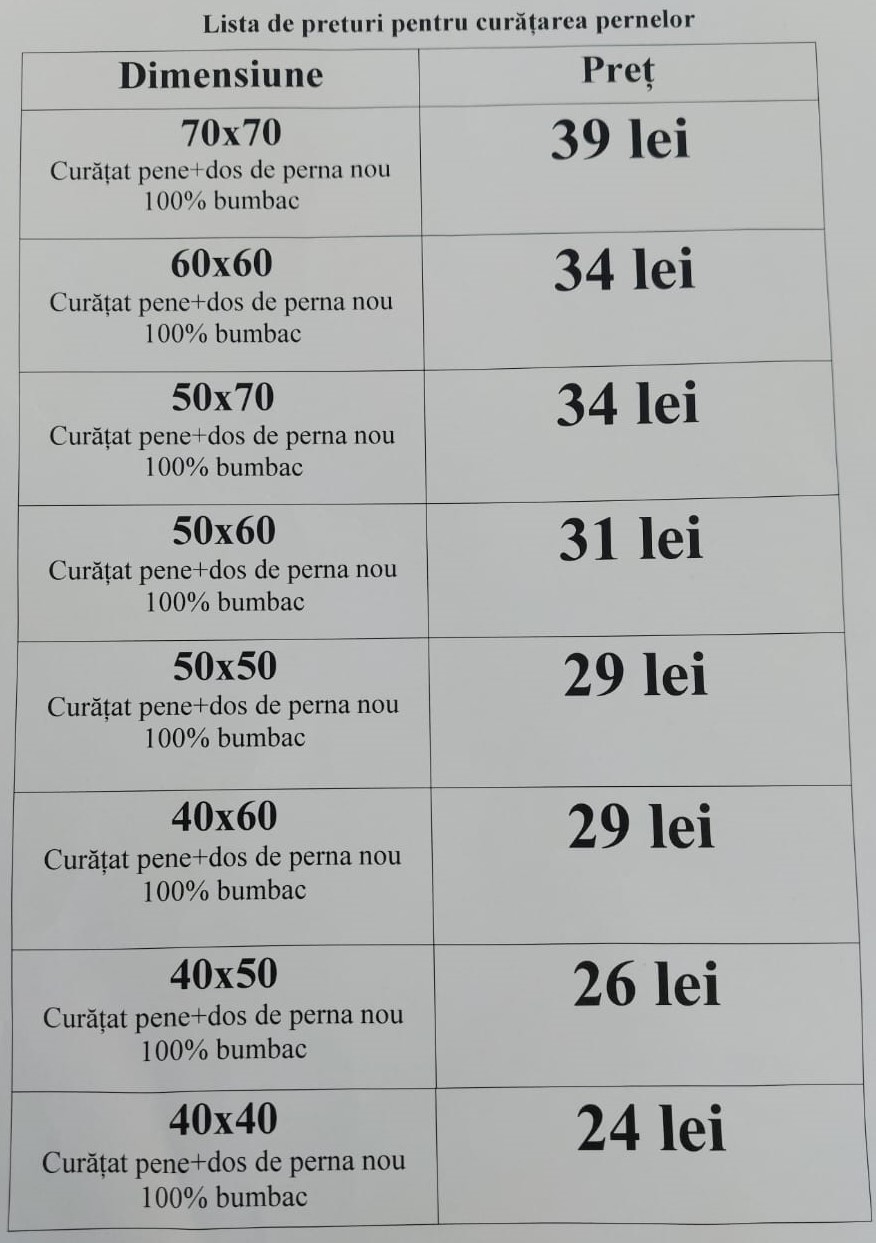 Lista de preturi pentru curățarea pernelor
Dimensiune
Preț
70x70
Curățat pene+dos de perna nou
100% bumbac
39 lei
60x60
Curățat pene+dos de perna nou
100% bumbac
34 lei
50x70
Curățat pene+dos de perna nou
100% bumbac
34 lei
50x60
Curățat pene+dos de perna nou
100% bumbac
31 lei
50x50
Curățat pene+dos de perna nou
100% bumbac
29 lei
40x60
Curățat pene+dos de perna nou
100% bumbac
29 lei
40x50
Curățat pene+dos de perna nou
100% bumbac
26 lei
40x40
Curățat pene+dos de perna nou
100% bumbac
24 lei